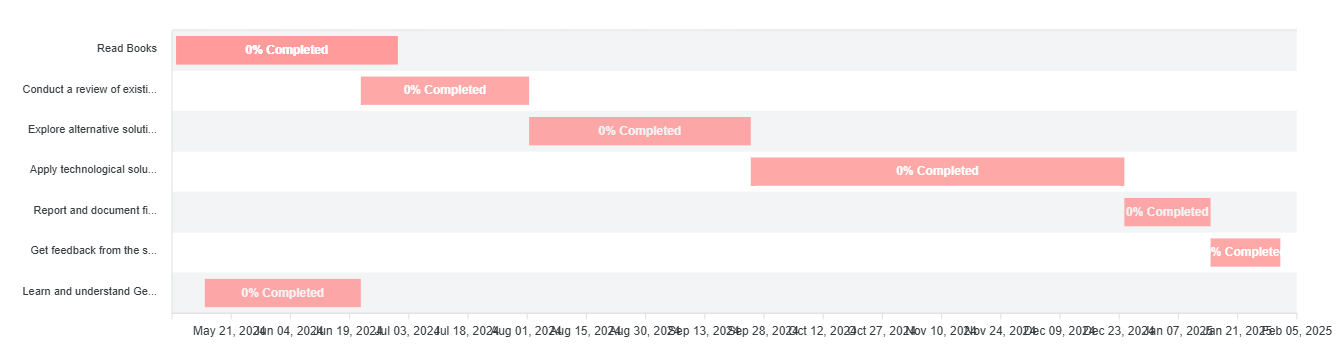 Read Books
0% Completed
Conduct a review of existi...
0% Completed
Explore alternative soluti...
0% Completed
Apply technological solu...
0% Completed
Report and document fi...
0% Completed
Get feedback from the s...
% Complete
Learn and understand Ge...
0% Completed
May 21, 2024 Jun 04, 2024 Jun 19, 2024 Jul 03, 2024 Jul 18, 2024 Aug 01, 2024 Aug 15, 2024 Aug 30, 2024 Sep 13, 2024 Sep 28, 2024 Oct 12, 2024 Oct 27, 2024 Nov 10, 2024 Nov 24, 2024 Dec 09, 2024 Dec 23, 2024 Jan 07, 2025 Jan 21, 2025 Feb 05, 2025